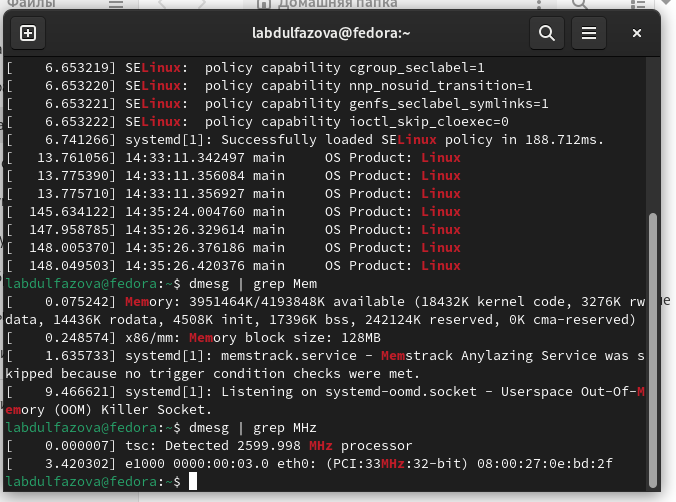 Файлы
Домашняя папка
labdulfazova@fedora:~
[    6.653219] SELinux:  policy capability cgroup_seclabel=1
[    6.653220] SELinux:  policy capability nnp_nosuid_transition=1
[    6.653221] SELinux:  policy capability genfs_seclabel_symlinks=1
[    6.653222] SELinux:  policy capability ioctl_skip_cloexec=0
[    6.741266] systemd[1]: Successfully loaded SELinux policy in 188.712ms.
[   13.761056] 14:33:11.342497 main     OS Product: Linux
[   13.775390] 14:33:11.356084 main     OS Product: Linux
[   13.775710] 14:33:11.356927 main     OS Product: Linux
[  145.634122] 14:35:24.004760 main     OS Product: Linux
[  147.958785] 14:35:26.329614 main     OS Product: Linux
[  148.005370] 14:35:26.376186 main     OS Product: Linux
[  148.049503] 14:35:26.420376 main     OS Product: Linux
labdulfazova@fedora:~$ dmesg | grep Mem
[    0.075242] Memory: 3951464K/4193848K available (18432K kernel code, 3276K rw
data, 14436K rodata, 4508K init, 17396K bss, 242124K reserved, 0K cma-reserved)
[    0.248574] x86/mm: Memory block size: 128MB
[    1.635733] systemd[1]: memstrack.service - Memstrack Anylazing Service was s
kipped because no trigger condition checks were met.
[    9.466621] systemd[1]: Listening on systemd-oomd.socket - Userspace Out-Of-M
emory (OOM) Killer Socket.
labdulfazova@fedora:~$ dmesg | grep MHz
[    0.000007] tsc: Detected 2599.998 MHz processor
[    3.420302] e1000 0000:00:03.0 eth0: (PCI:33MHz:32-bit) 08:00:27:0e:bd:2f
labdulfazova@fedora:~$